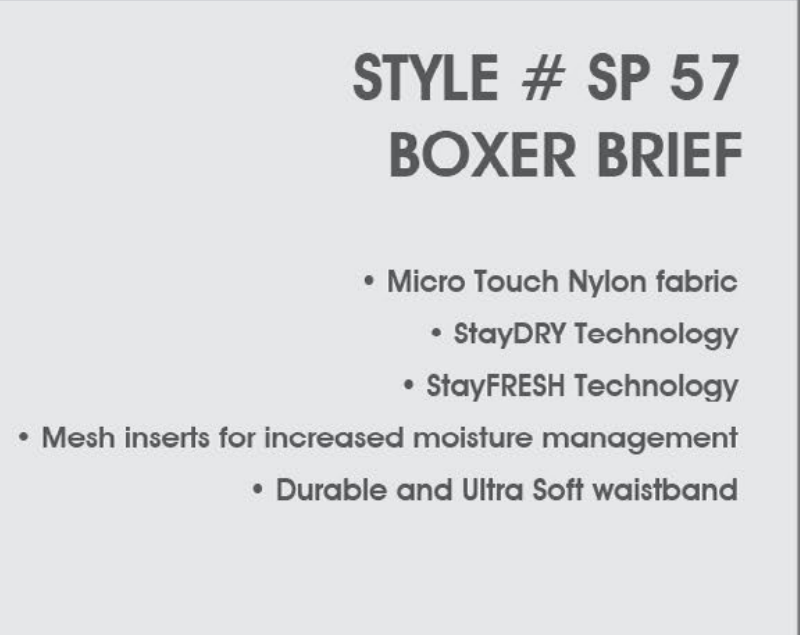 STYLE # SP 57
BOXER BRIEF
• Micro Touch Nylon fabric
• StayDRY Technology
• StayFRESH Technology
• Mesh inserts for increased moisture management
• Durable and Ultra Soft waistband